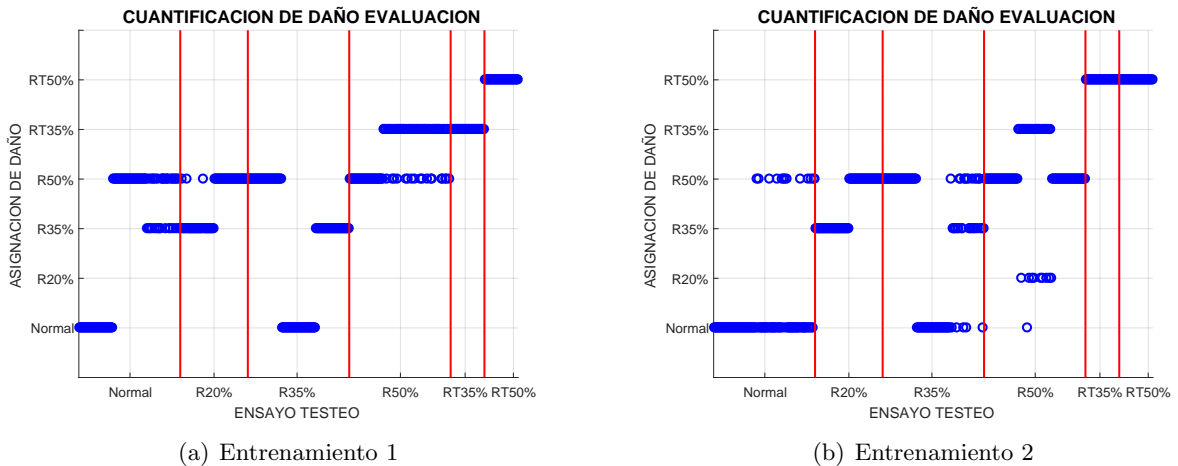 CUANTIFICACION DE DAÑO EVALUACION
RT50%
RT35%
R50%
R35%
R20%
Normal
ASIGNACION DE DAÑO
Normal R20% R35% R50% RT35% RT50%
ENSAYO TESTEO
(a) Entrenamiento 1
CUANTIFICACION DE DAÑO EVALUACION
RT50%
RT35%
R50%
R35%
R20%
Normal
ASIGNACION DE DAÑO
Normal R20% R35% R50% RT35% RT50%
ENSAYO TESTEO
(b) Entrenamiento 2